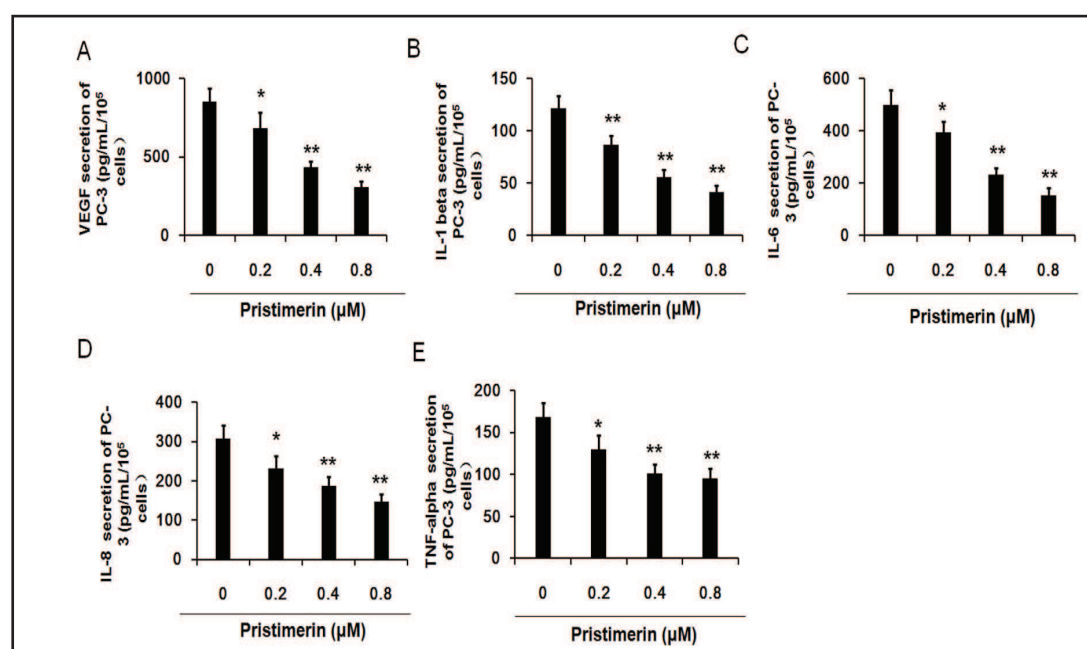 A
VEGF secretion of
PC-3 (pg/mL/10⁵
cells)
1000
500
0
*
**
**
0 0.2 0.4 0.8
Pristimerin (µM)
B
IL-1 beta secretion of
PC-3 (pg/mL/10⁵
cells)
150
100
50
0
**
**
**
0 0.2 0.4 0.8
Pristimerin (µM)
C
IL-6 secretion of PC-
3 (pg/mL/10⁵
cells)
600
400
200
0
*
**
**
0 0.2 0.4 0.8
Pristimerin (µM)
D
IL-8 secretion of PC-
3 (pg/mL/10⁵
cells)
400
300
200
100
0
*
**
**
0 0.2 0.4 0.8
Pristimerin (µM)
E
TNF-alpha secretion
of PC-3 (pg/mL/10⁵
cells)
200
150
100
50
0
*
**
**
0 0.2 0.4 0.8
Pristimerin (µM)